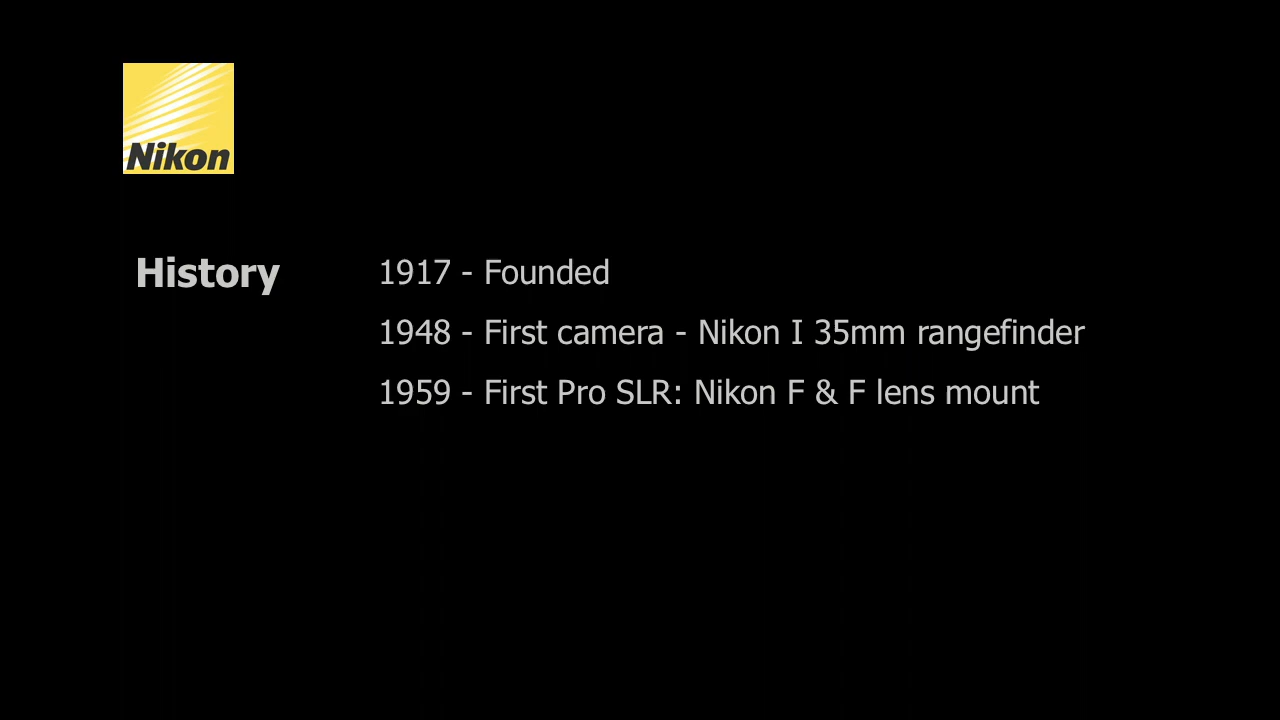 Nikon
History
1917 - Founded
1948 - First camera - Nikon I 35mm rangefinder
1959 - First Pro SLR: Nikon F & F lens mount